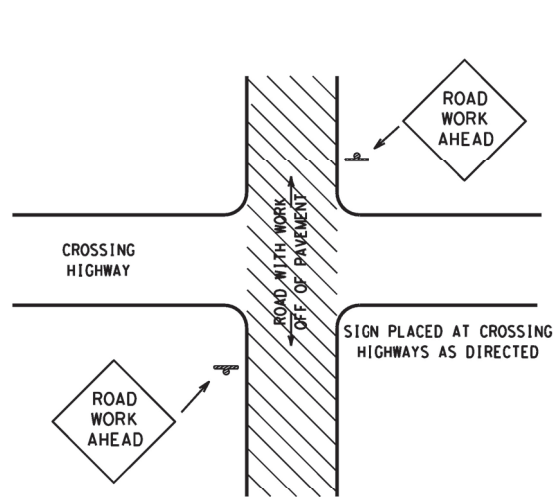 ROAD
WORK
AHEAD
CROSSING
HIGHWAY
ROAD WITH WORK
OFF OF PAVEMENT
SIGN PLACED AT CROSSING
HIGHWAYS AS DIRECTED
ROAD
WORK
AHEAD